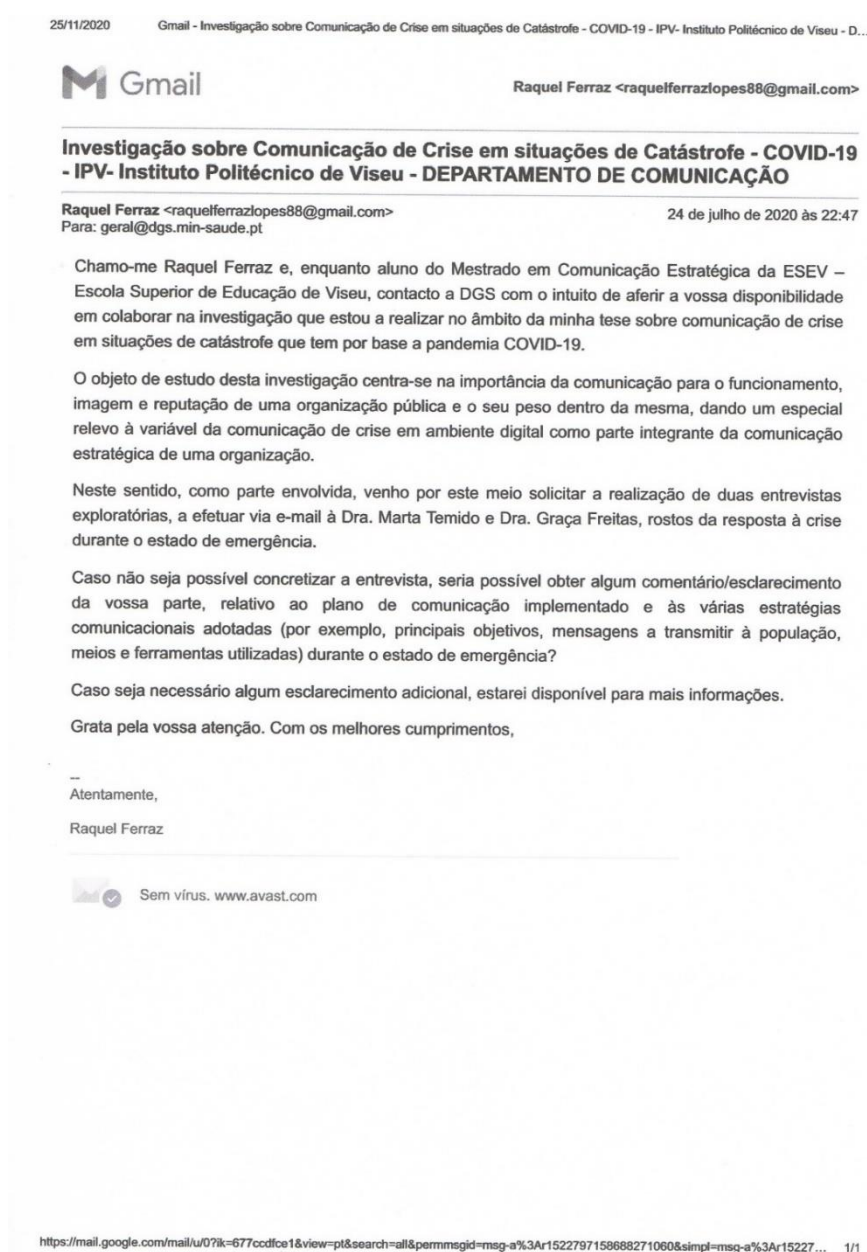 25/11/2020 Gmail - Investigação sobre Comunicação de Crise em situações de Catástrofe - COVID-19 - IPV- Instituto Politécnico de Viseu - D...
Gmail
Raquel Ferraz <raquelferrazlopes88@gmail.com>
Investigação sobre Comunicação de Crise em situações de Catástrofe - COVID-19
- IPV- Instituto Politécnico de Viseu - DEPARTAMENTO DE COMUNICAÇÃO
Raquel Ferraz <raquelferrazlopes88@gmail.com> 24 de julho de 2020 às 22:47
Para: geral@dgs.min-saude.pt
Chamo-me Raquel Ferraz e, enquanto aluno do Mestrado em Comunicação Estratégica da ESEV –
Escola Superior de Educação de Viseu, contacto a DGS com o intuito de aferir a vossa disponibilidade
em colaborar na investigação que estou a realizar no âmbito da minha tese sobre comunicação de crise
em situações de catástrofe que tem por base a pandemia COVID-19.
O objeto de estudo desta investigação centra-se na importância da comunicação para o funcionamento,
imagem e reputação de uma organização pública e o seu peso dentro da mesma, dando um especial
relevo à variável da comunicação de crise em ambiente digital como parte integrante da comunicação
estratégica de uma organização.
Neste sentido, como parte envolvida, venho por este meio solicitar a realização de duas entrevistas
exploratórias, a efetuar via e-mail à Dra. Marta Temido e Dra. Graça Freitas, rostos da resposta à crise
durante o estado de emergência.
Caso não seja possível concretizar a entrevista, seria possível obter algum comentário/esclarecimento
da vossa parte, relativo ao plano de comunicação implementado e às várias estratégias
comunicacionais adotadas (por exemplo, principais objetivos, mensagens a transmitir à população,
meios e ferramentas utilizadas) durante o estado de emergência?
Caso seja necessário algum esclarecimento adicional, estarei disponível para mais informações.
Grata pela vossa atenção. Com os melhores cumprimentos,
--
Atentamente,
Raquel Ferraz
Sem vírus. www.avast.com
https://mail.google.com/mail/u/0?ik=677ccdfce1&view=pt&search=all&permmsgid=msg-a%3Ar1522797158688271060&simpl=msg-a%3Ar15227... 1/1